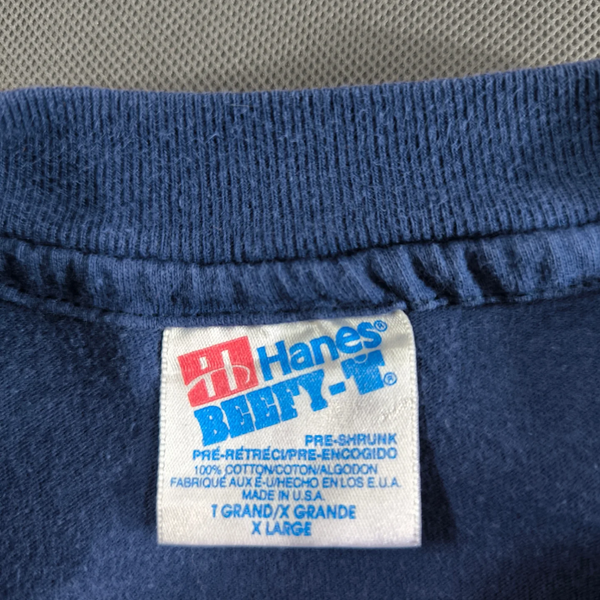 Hanes®
BEEFY-T®
PRE-SHRUNK
PRÉ-RÉTRÉCI/PRE-ENCOGIDO
100% COTTON/COTON/ALGODON
FABRIQUÉ AUX É-U/HECHO EN LOS E.U.A.
MADE IN U.S.A.
T GRAND/X GRANDE
X LARGE